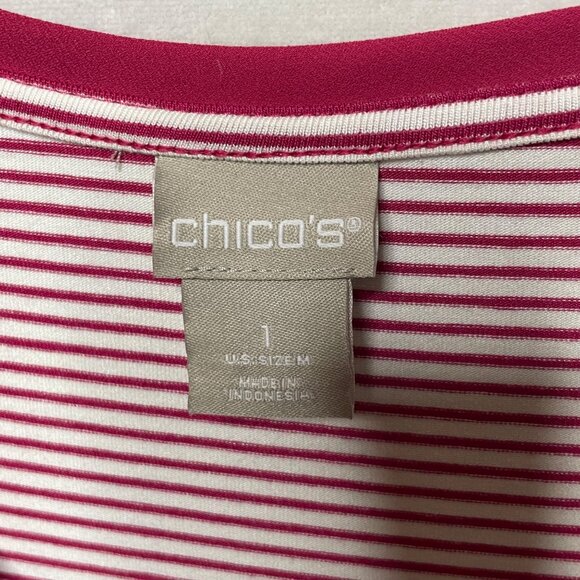 chico's®
1
U.S. SIZE M
MADE IN
INDONESIA